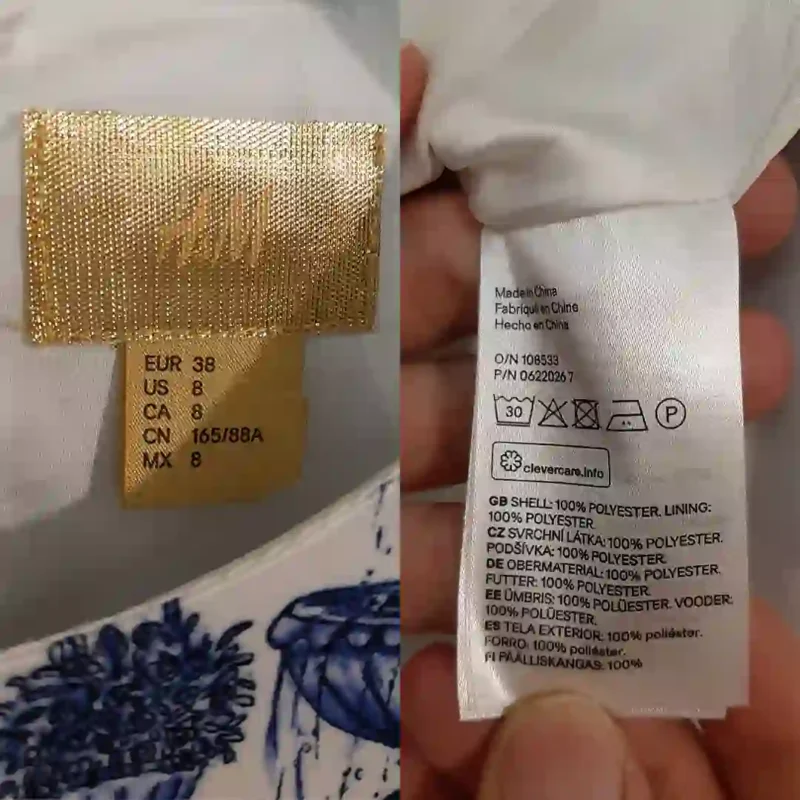 H&M
EUR 38
US 8
CA 8
CN 165/88A
MX 8
Made in China
Fabriqué en Chine
Hecho en China
O/N 108533
P/N 06220267
30
P
clevercare.info
GB SHELL: 100% POLYESTER. LINING:
100% POLYESTER.
CZ SVRCHNÍ LÁTKA: 100% POLYESTER.
PODŠÍVKA: 100% POLYESTER.
DE OBERMATERIAL: 100% POLYESTER.
FUTTER: 100% POLYESTER.
EE ÜMBRIS: 100% POLÜESTER. VOODER:
100% POLÜESTER.
ES TELA EXTERIOR: 100% poliéster.
FORRO: 100% poliéster.
FI PÄÄLLISKANGAS: 100%